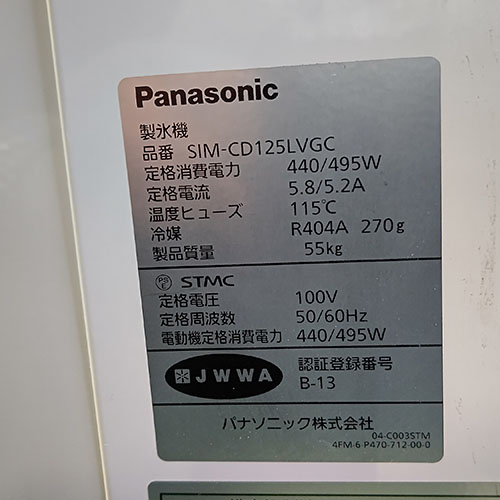 Panasonic
製氷機
品番 SIM-CD125LVGC
定格消費電力 440/495W
定格電流 5.8/5.2A
温度ヒューズ 115℃
冷媒 R404A 270g
製品質量 55kg
PSE STMC
定格電圧 100V
定格周波数 50/60Hz
電動機定格消費電力 440/495W
JWWA 認証登録番号
B-13
パナソニック株式会社
04-C003STM
4FM-6-P470-712-00-0